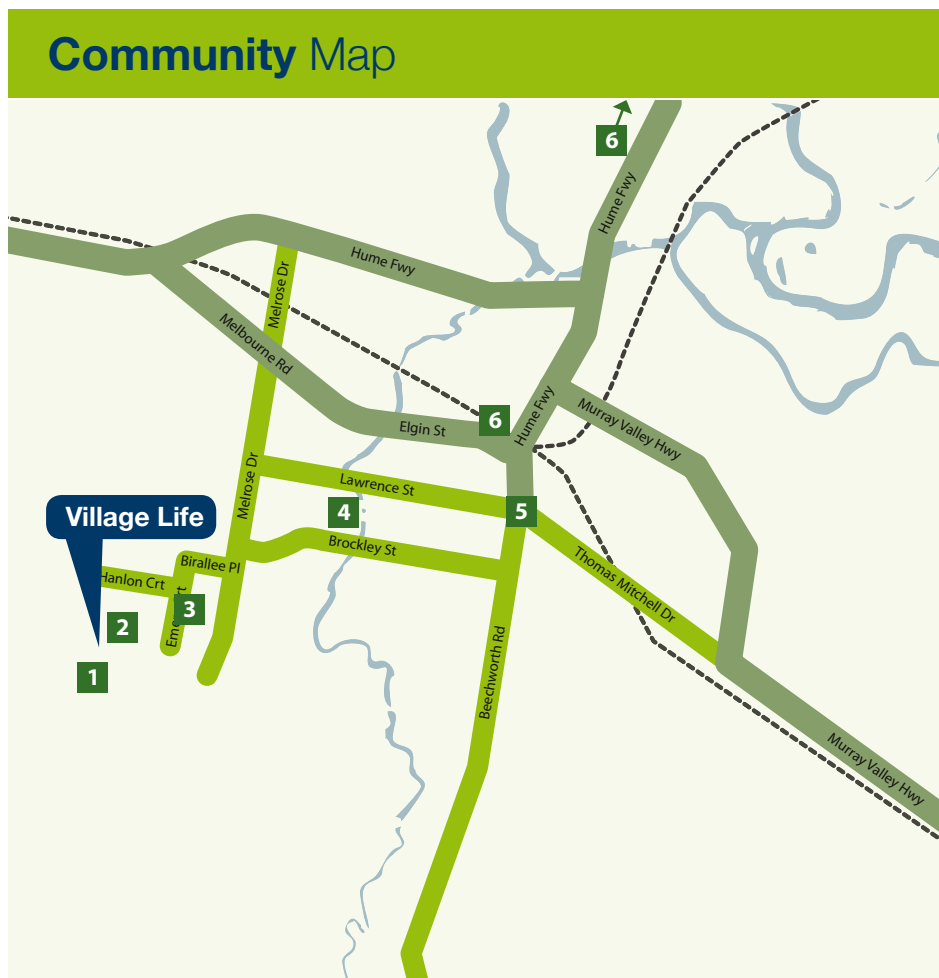 Community Map
6
Hume Fwy
Hume Fwy
Melrose Dr
Melbourne Rd
Hume Fwy
Murray Valley Hwy
6
Elgin St
Melrose Dr
Lawrence St
Village Life
4
5
Brockley St
Birallee Pl
Hanlon Crt
Thomas Mitchell Dr
3
2
1
Beechworth Rd
Murray Valley Hwy